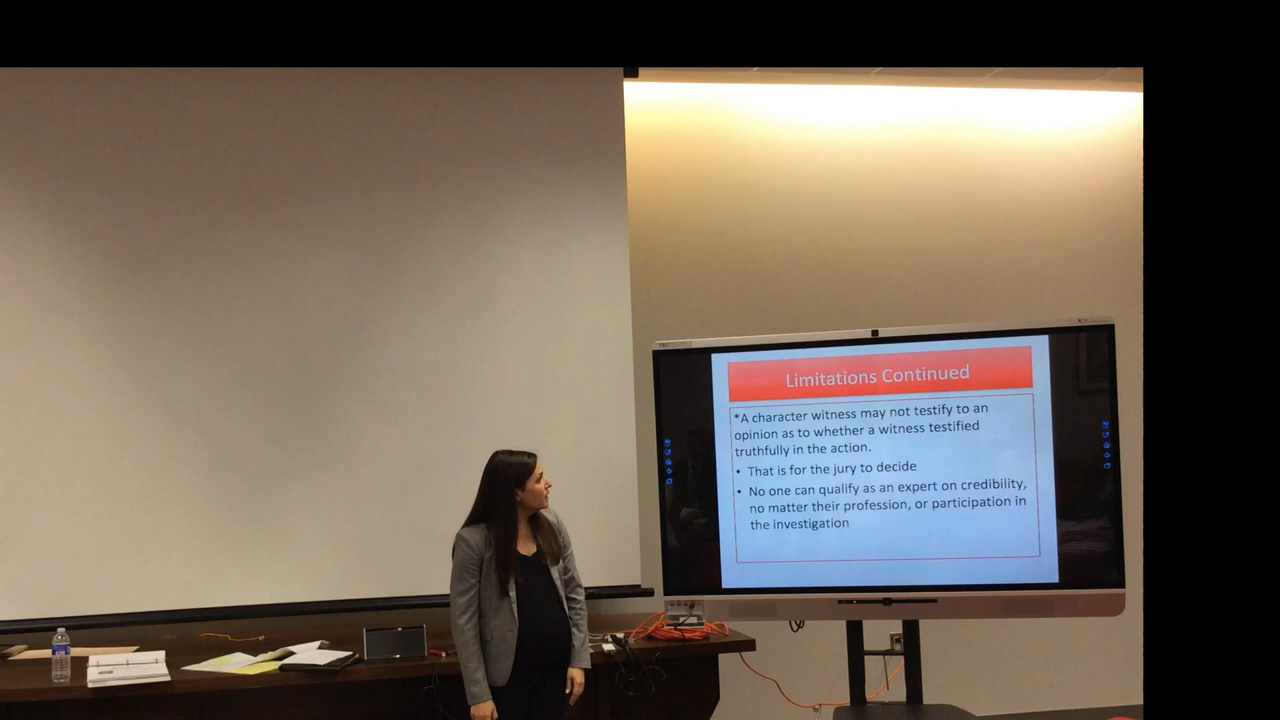 Limitations Continued
*A character witness may not testify to an
opinion as to whether a witness testified
truthfully in the action.
• That is for the jury to decide
• No one can qualify as an expert on credibility,
no matter their profession, or participation in
the investigation